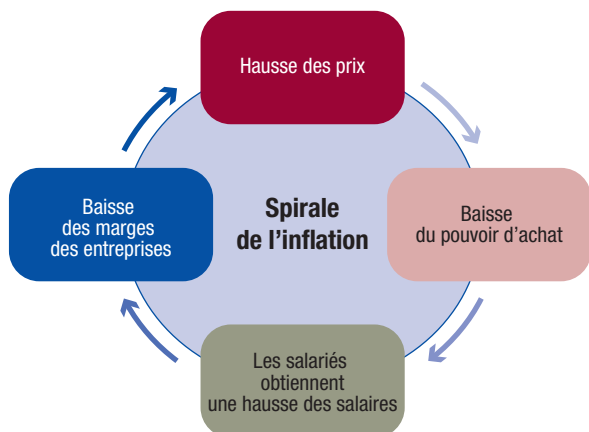 Hausse des prix
Baisse
du pouvoir d'achat
Les salariés
obtiennent
une hausse des salaires
Baisse
des marges
des entreprises
Spirale
de l'inflation